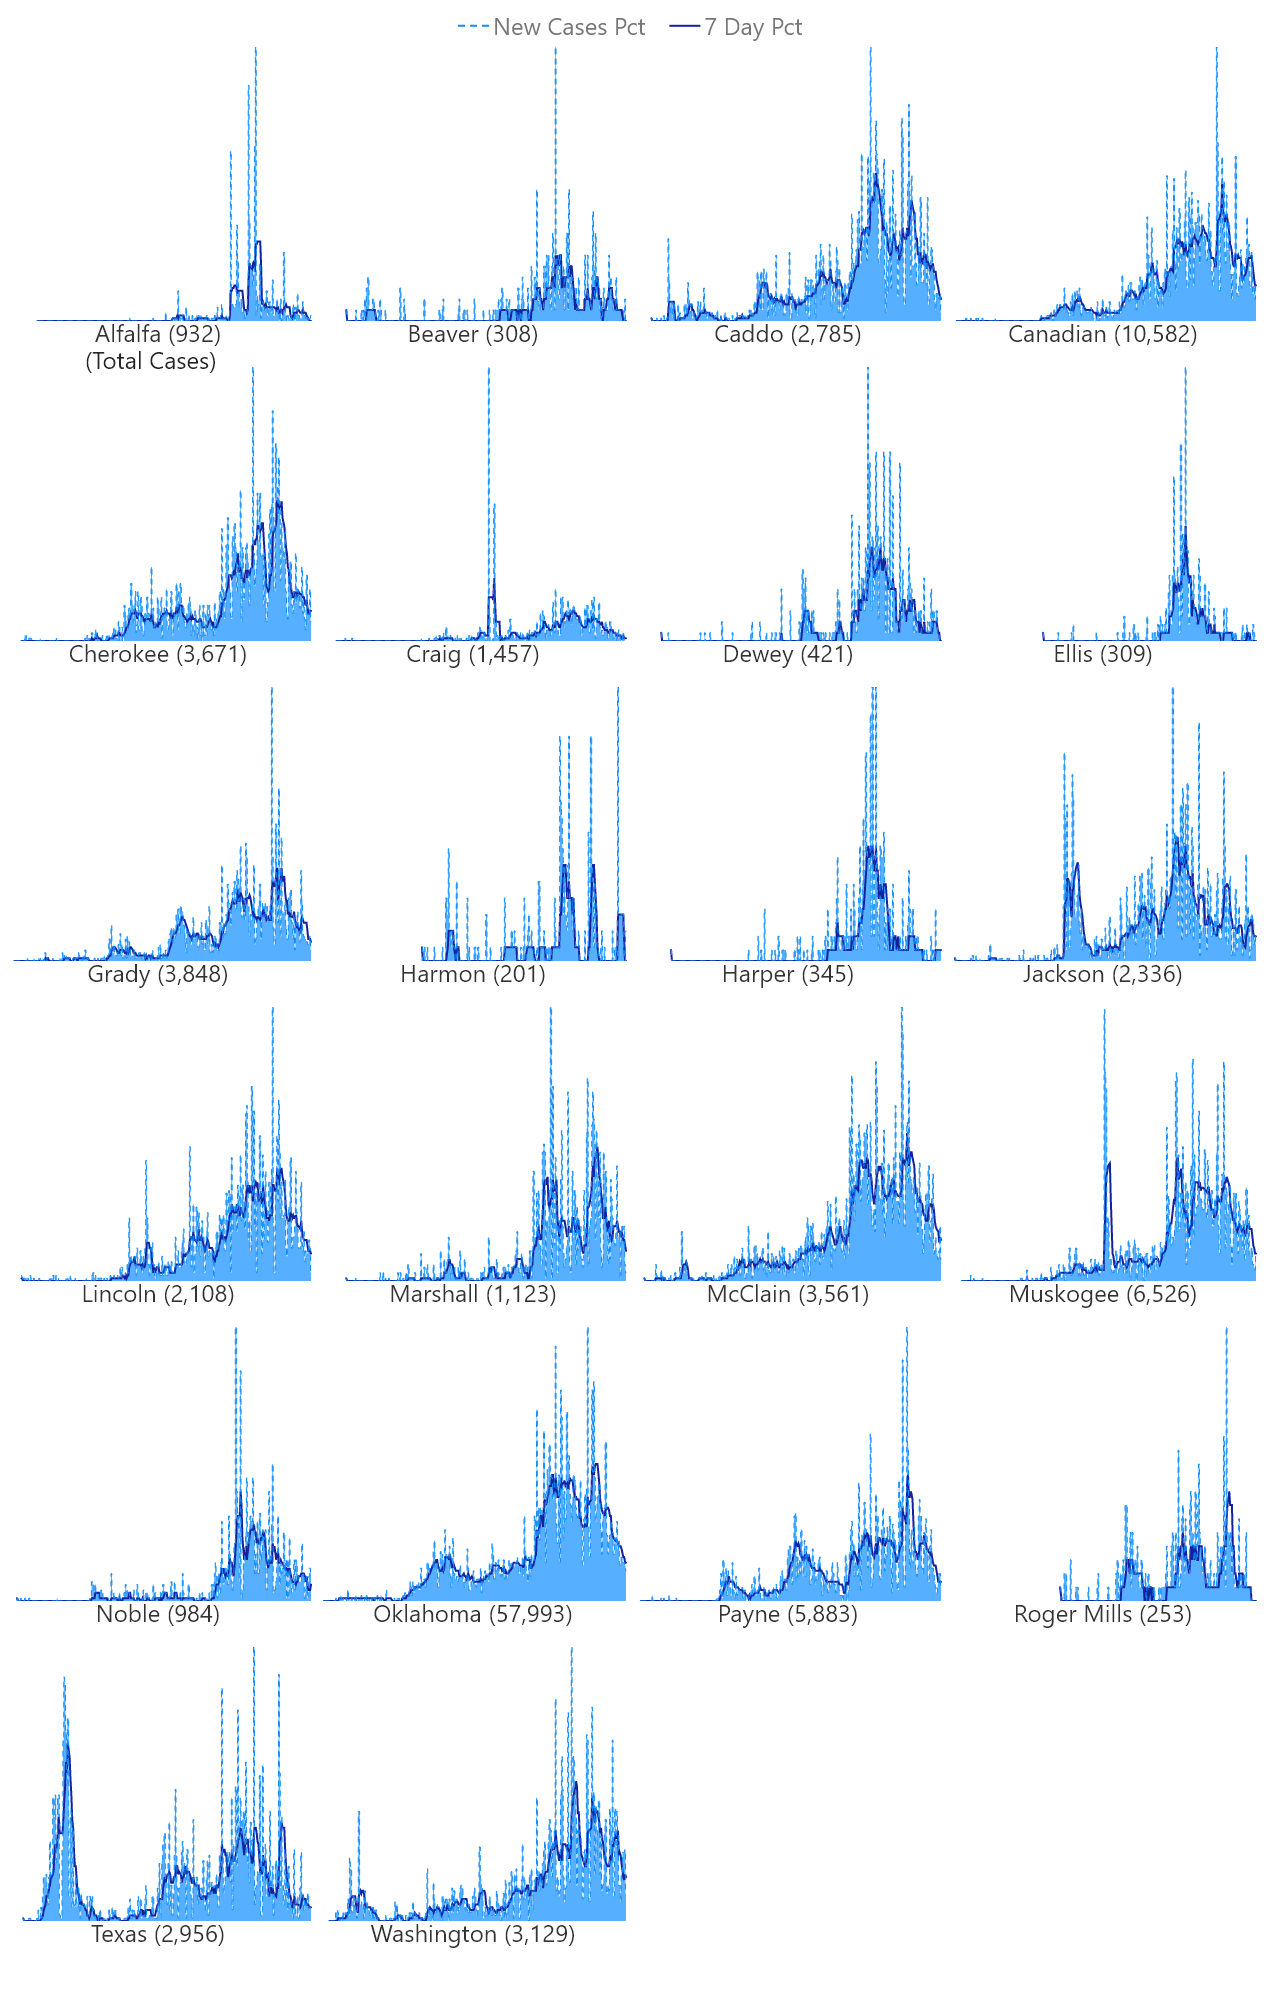 New Cases Pct 7 Day Pct
Alfalfa (932)
(Total Cases)
Beaver (308)
Caddo (2,785)
Canadian (10,582)
Cherokee (3,671)
Craig (1,457)
Dewey (421)
Ellis (309)
Grady (3,848)
Harmon (201)
Harper (345)
Jackson (2,336)
Lincoln (2,108)
Marshall (1,123)
McClain (3,561)
Muskogee (6,526)
Noble (984)
Oklahoma (57,993)
Payne (5,883)
Roger Mills (253)
Texas (2,956)
Washington (3,129)